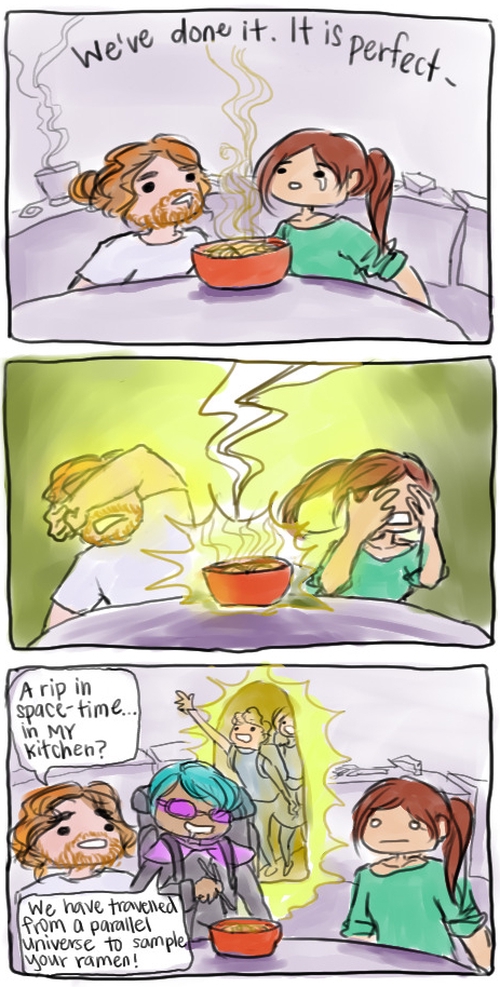 We've done it. It is perfect.
A rip in
space-time...
in MY
kitchen?
We have travelled
from a parallel
universe to sample
your ramen!